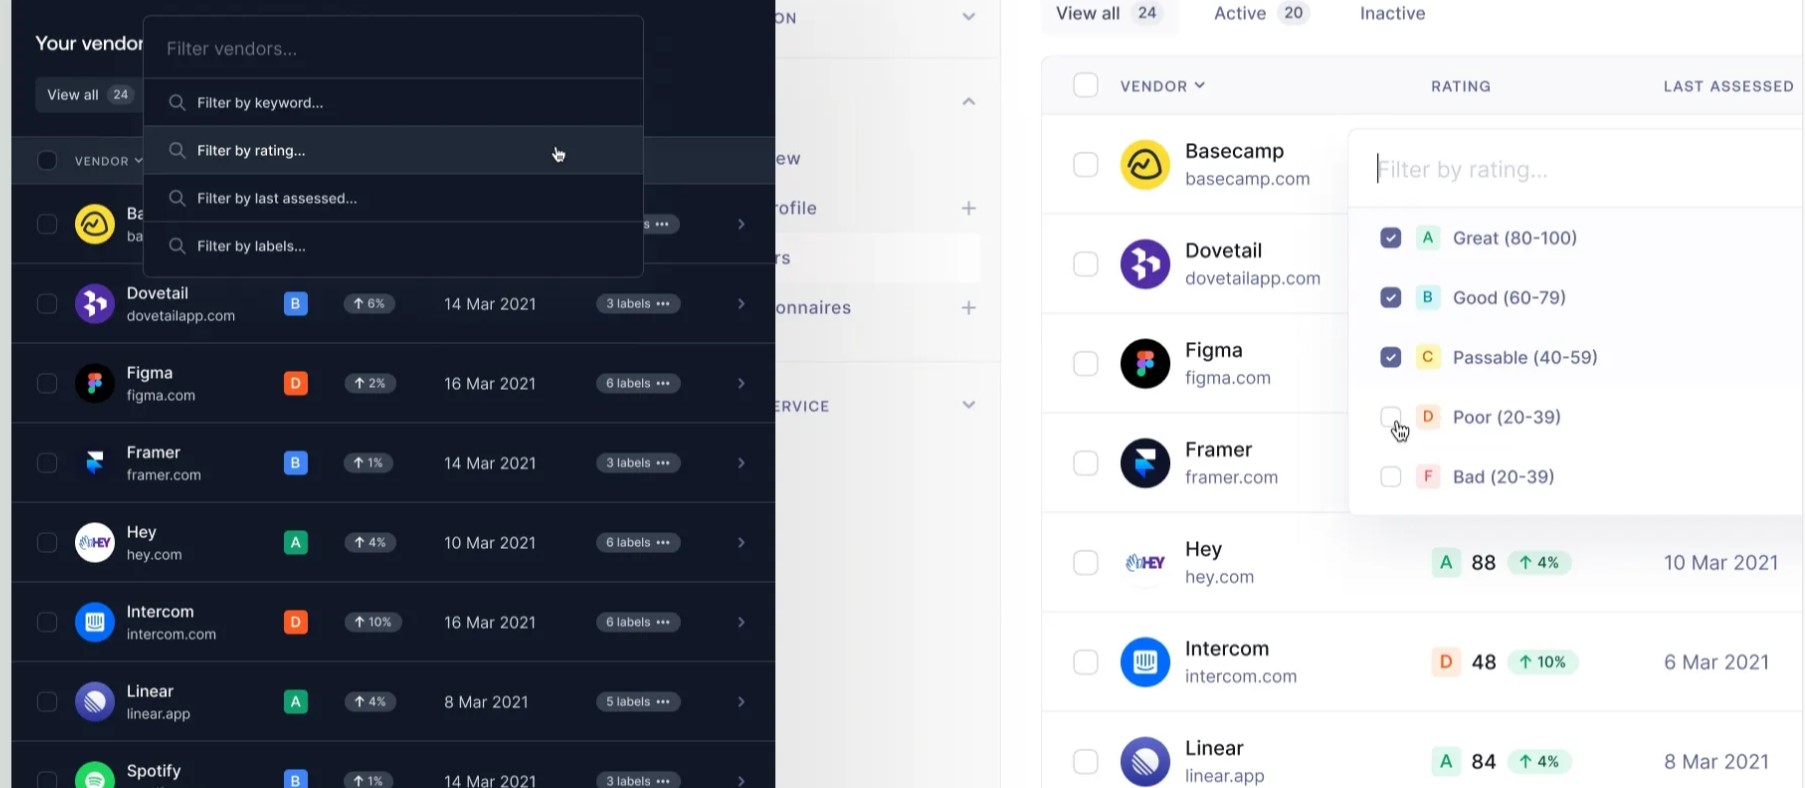 Your vendor
Filter vendors...
View all 24
Filter by keyword...
VENDOR
Filter by rating...
Filter by last assessed...
Ba
ba
s •••
Filter by labels...
Dovetail
dovetailapp.com
B
↑ 6%
14 Mar 2021
3 labels •••
Figma
figma.com
D
↑ 2%
16 Mar 2021
6 labels •••
Framer
framer.com
B
↑ 1%
14 Mar 2021
3 labels •••
Hey
hey.com
HEY
A
↑ 4%
10 Mar 2021
6 labels •••
Intercom
intercom.com
D
↑ 10%
16 Mar 2021
6 labels •••
Linear
linear.app
A
↑ 4%
8 Mar 2021
5 labels •••
Spotify
B
↑ 1%
14 Mar 2021
3 labels •••
ON
ew
rofile
rs
onnaires
ERVICE
View all 24 Active 20 Inactive
VENDOR RATING LAST ASSESSED
Basecamp
basecamp.com
Dovetail
dovetailapp.com
Figma
figma.com
Framer
framer.com
Filter by rating...
A Great (80-100)
B Good (60-79)
C Passable (40-59)
D Poor (20-39)
F Bad (20-39)
HEY
Hey
hey.com
A 88 ↑ 4% 10 Mar 2021
Intercom
intercom.com
D 48 ↑ 10% 6 Mar 2021
Linear
linear.app
A 84 ↑ 4% 8 Mar 2021